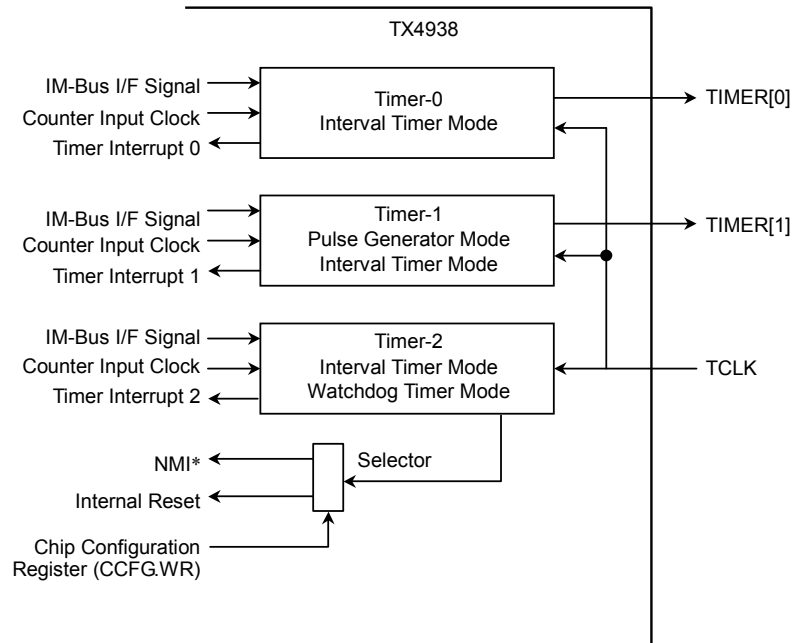 TX4938
IM-Bus I/F Signal
Counter Input Clock
Timer Interrupt 0
Timer-0
Interval Timer Mode
TIMER[0]
IM-Bus I/F Signal
Counter Input Clock
Timer Interrupt 1
Timer-1
Pulse Generator Mode
Interval Timer Mode
TIMER[1]
IM-Bus I/F Signal
Counter Input Clock
Timer Interrupt 2
Timer-2
Interval Timer Mode
Watchdog Timer Mode
TCLK
NMI*
Internal Reset
Selector
Chip Configuration
Register (CCFG.WR)